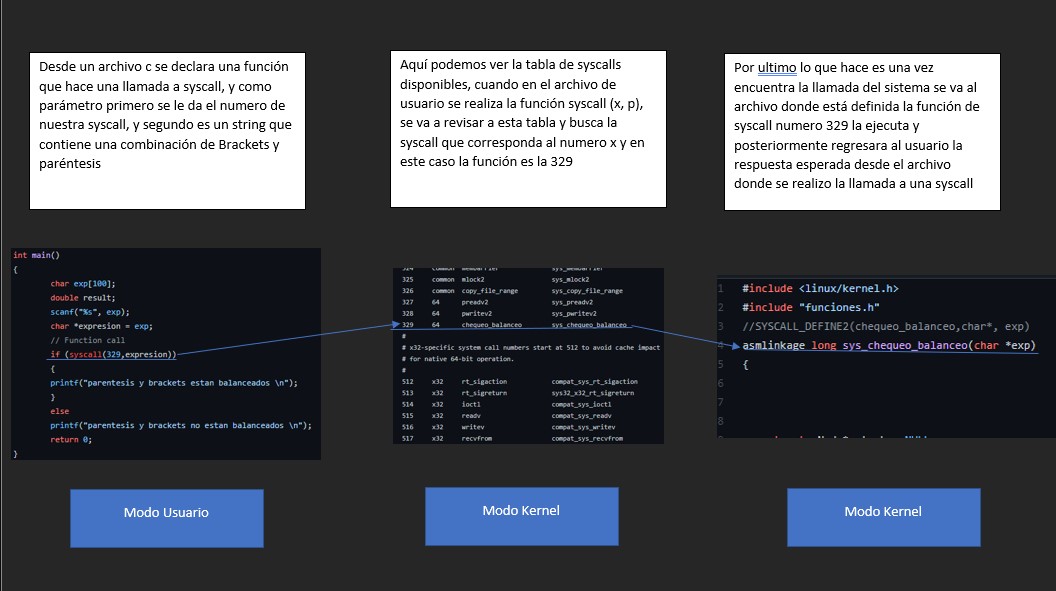 Desde un archivo c se declara una función
que hace una llamada a syscall, y como
parámetro primero se le da el numero de
nuestra syscall, y segundo es un string que
contiene una combinación de Brackets y
paréntesis
Aquí podemos ver la tabla de syscalls
disponibles, cuando en el archivo de
usuario se realiza la función syscall (x, p),
se va a revisar a esta tabla y busca la
syscall que corresponda al numero x y en
este caso la función es la 329
Por ultimo lo que hace es una vez
encuentra la llamada del sistema se va al
archivo donde está definida la función de
syscall numero 329 la ejecuta y
posteriormente regresara al usuario la
respuesta esperada desde el archivo
donde se realizo la llamada a una syscall
int main()
{
char exp[100];
double result;
scanf("%s", exp);
char *expresion = exp;
// Function call
if (syscall(329,expresion))
{
printf("parentesis y brackets estan balanceados \n");
}
else
printf("parentesis y brackets no estan balanceados \n");
return 0;
}
324 common membarrier sys_membarrier
325 common mlock2 sys_mlock2
326 common copy_file_range sys_copy_file_range
327 64 preadv2 sys_preadv2
328 64 pwritev2 sys_pwritev2
329 64 chequeo_balanceo sys_chequeo_balanceo
#
# x32-specific system call numbers start at 512 to avoid cache impact
# for native 64-bit operation.
#
512 x32 rt_sigaction compat_sys_rt_sigaction
513 x32 rt_sigreturn sys32_x32_rt_sigreturn
514 x32 ioctl compat_sys_ioctl
515 x32 readv compat_sys_readv
516 x32 writev compat_sys_writev
517 x32 recvfrom compat_sys_recvfrom
1 #include <linux/kernel.h>
2 #include "funciones.h"
3 //SYSCALL_DEFINE2(chequeo_balanceo,char*, exp)
4 asmlinkage long sys_chequeo_balanceo(char *exp)
5 {
6
7
8
Modo Usuario
Modo Kernel
Modo Kernel